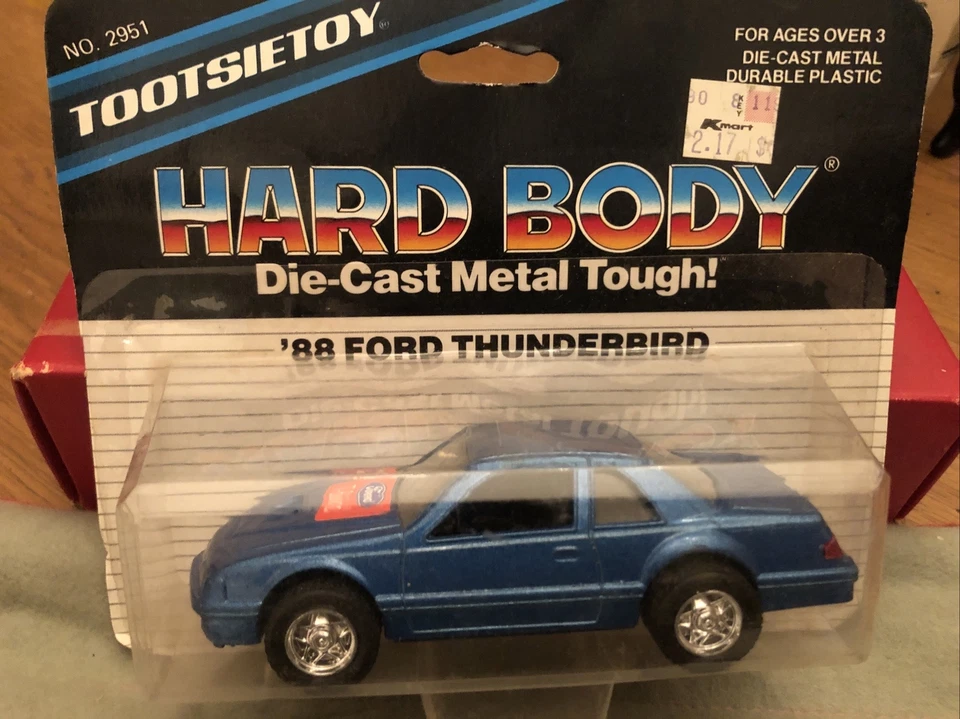 NO. 2951
TOOTSIETOY®
FOR AGES OVER 3
DIE-CAST METAL
DURABLE PLASTIC
KEY
Kmart
2.17
HARD BODY®
Die-Cast Metal Tough!
'88 FORD THUNDERBIRD